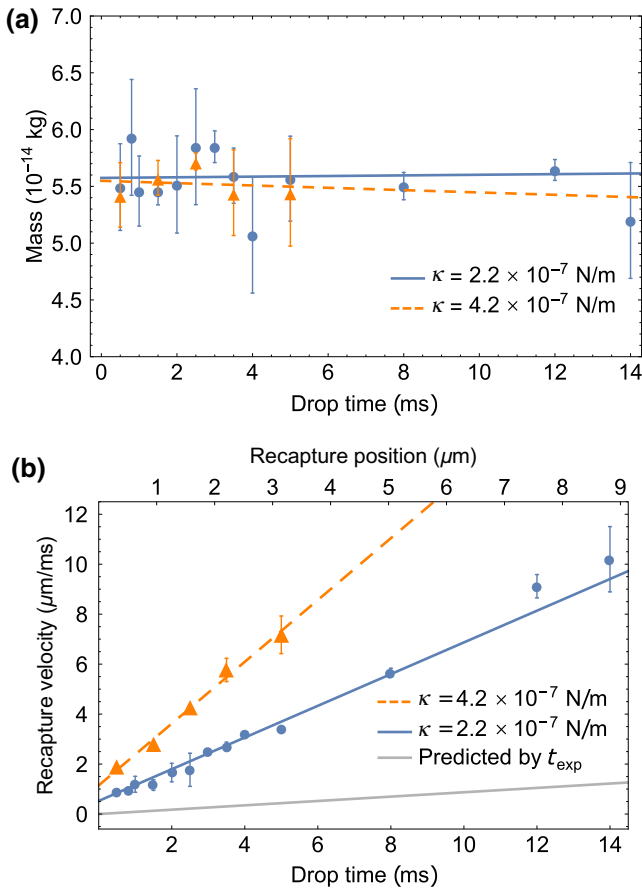 (a)
7.0
6.5
6.0
5.5
5.0
4.5
4.0
Mass (10⁻¹⁴ kg)
κ = 2.2 × 10⁻⁷ N/m
κ = 4.2 × 10⁻⁷ N/m
0 2 4 6 8 10 12 14
Drop time (ms)
(b)
Recapture position (μm)
1 2 3 4 5 6 7 8 9
12
10
8
6
4
2
0
Recapture velocity (μm/ms)
κ = 4.2 × 10⁻⁷ N/m
κ = 2.2 × 10⁻⁷ N/m
Predicted by t_exp
2 4 6 8 10 12 14
Drop time (ms)